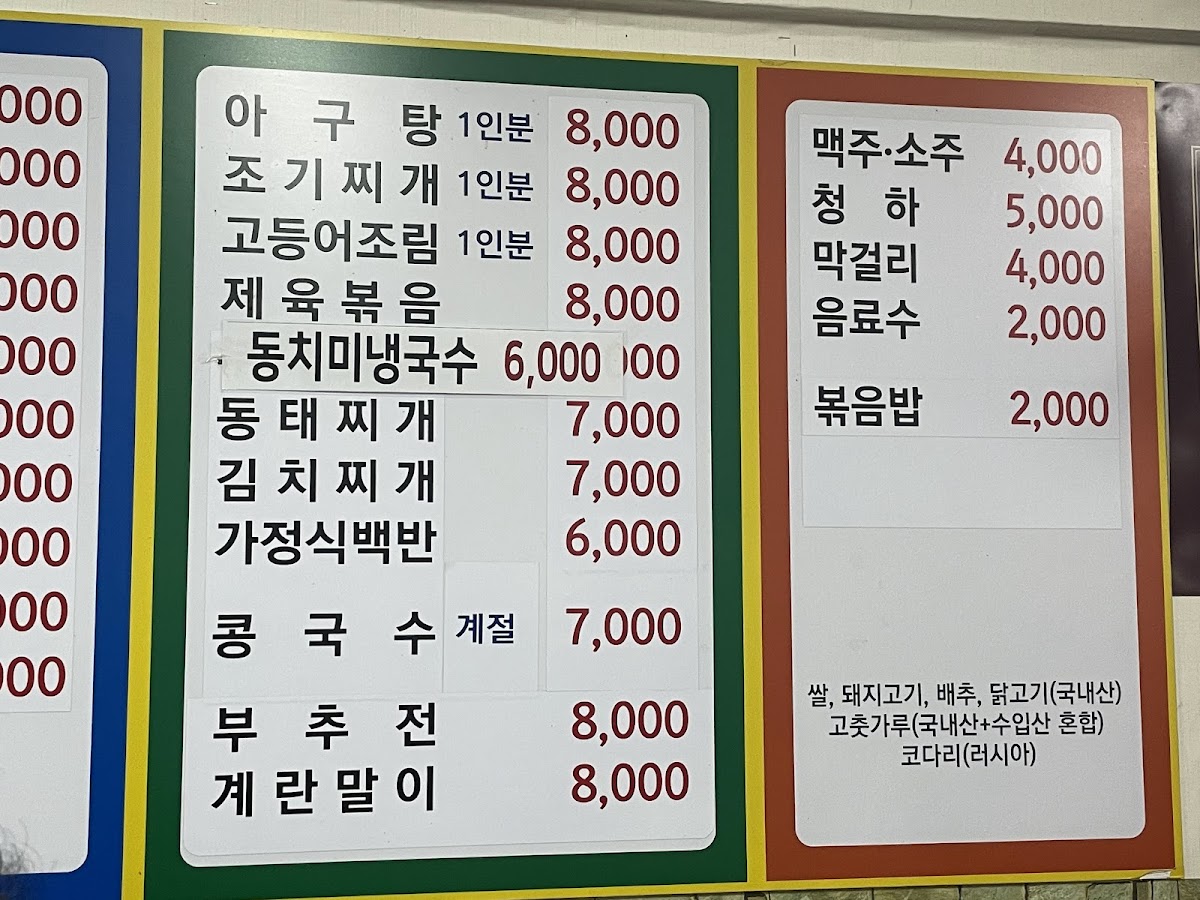 아구탕 1인분 8,000
조기찌개 1인분 8,000
고등어조림 1인분 8,000
제육볶음 8,000
동치미냉국수 6,000
동태찌개 7,000
김치찌개 7,000
가정식백반 6,000
콩국수 계절 7,000
부추전 8,000
계란말이 8,000
맥주·소주 4,000
청하 5,000
막걸리 4,000
음료수 2,000
볶음밥 2,000
쌀, 돼지고기, 배추, 닭고기(국내산)
고춧가루(국내산+수입산 혼합)
코다리(러시아)